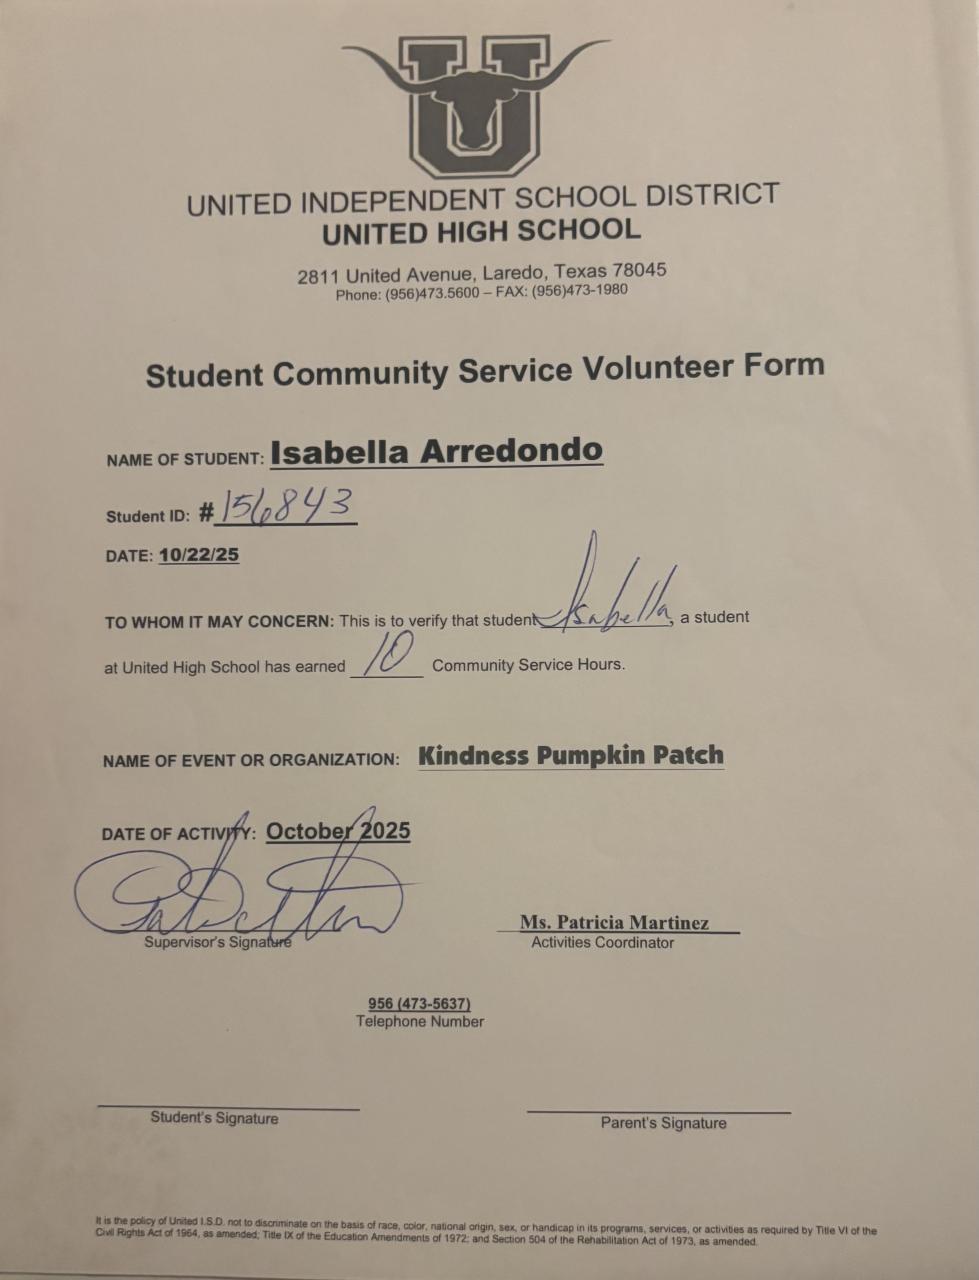 U
UNITED INDEPENDENT SCHOOL DISTRICT
UNITED HIGH SCHOOL
2811 United Avenue, Laredo, Texas 78045
Phone: (956)473.5600 – FAX: (956)473-1980
Student Community Service Volunteer Form
NAME OF STUDENT: Isabella Arredondo
Student ID: #156843
DATE: 10/22/25
TO WHOM IT MAY CONCERN: This is to verify that student Isabella, a student
at United High School has earned 10 Community Service Hours.
NAME OF EVENT OR ORGANIZATION: Kindness Pumpkin Patch
DATE OF ACTIVITY: October 2025
Ms. Patricia Martinez
Supervisor's Signature Activities Coordinator
956 (473-5637)
Telephone Number
Student's Signature Parent's Signature
It is the policy of United I.S.D. not to discriminate on the basis of race, color, national origin, sex, or handicap in its programs, services, or activities as required by Title VI of the
Civil Rights Act of 1964, as amended; Title IX of the Education Amendments of 1972; and Section 504 of the Rehabilitation Act of 1973, as amended.